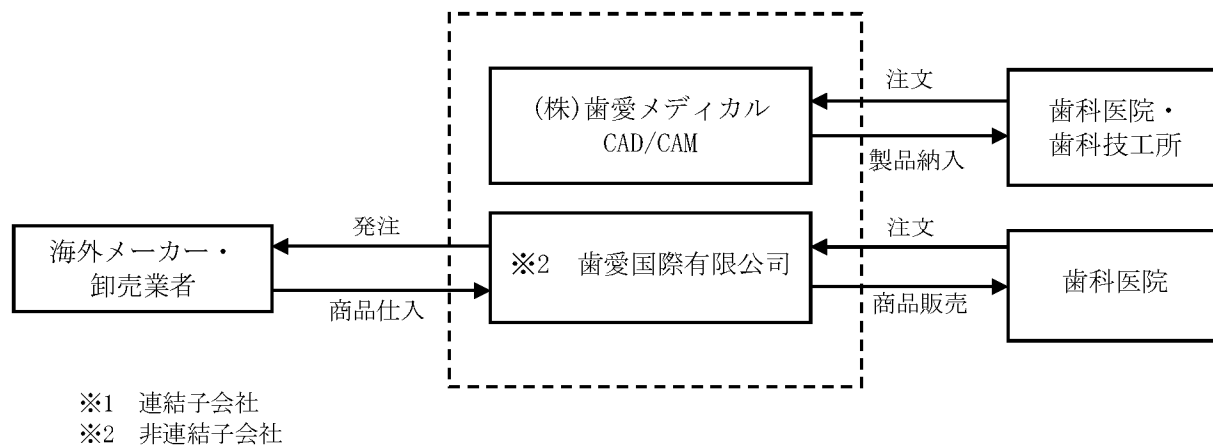 (株)歯愛メディカル
CAD/CAM
注文
製品納入
歯科医院・
歯科技工所
海外メーカー・
卸売業者
発注
商品仕入
※2　歯愛国際有限公司
注文
商品販売
歯科医院
※1　連結子会社
※2　非連結子会社